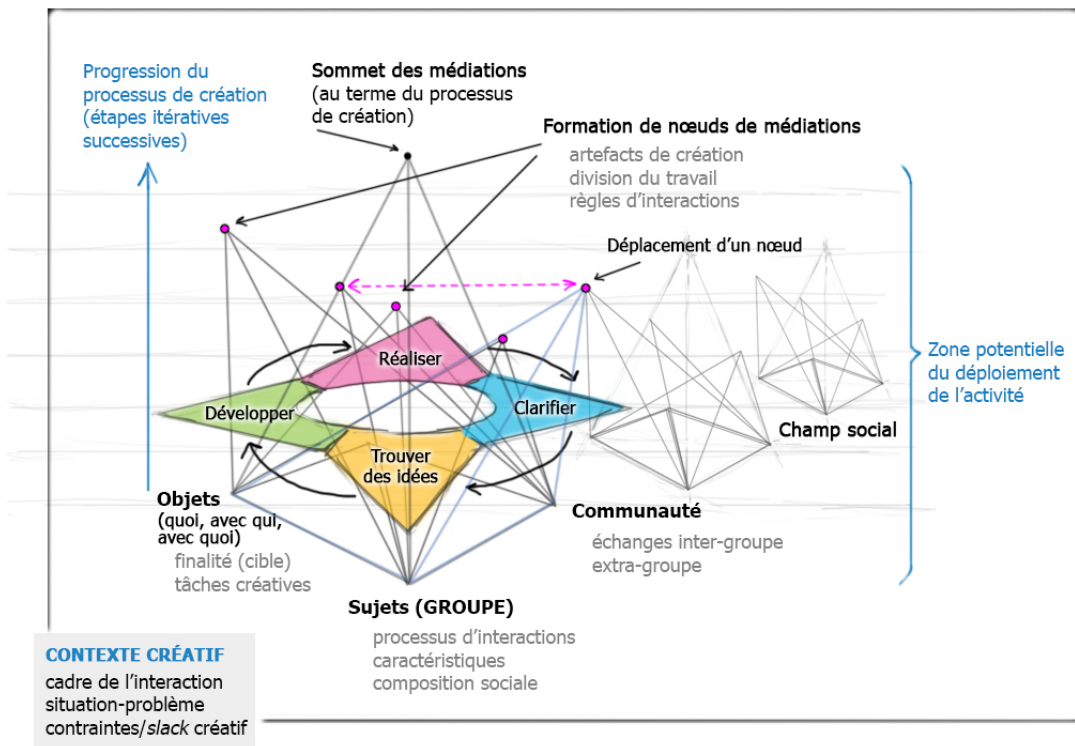 Progression du
processus de création
(étapes itératives
successives)
Sommet des médiations
(au terme du processus
de création)
Formation de nœuds de médiations
artefacts de création
division du travail
règles d'interactions
Déplacement d'un nœud
Réaliser
Développer
Clarifier
Trouver
des idées
Zone potentielle
du déploiement
de l'activité
Champ social
Objets
(quoi, avec qui,
avec quoi)
finalité (cible)
tâches créatives
Communauté
échanges inter-groupe
extra-groupe
Sujets (GROUPE)
processus d'interactions
caractéristiques
composition sociale
CONTEXTE CRÉATIF
cadre de l'interaction
situation-problème
contraintes/slack créatif